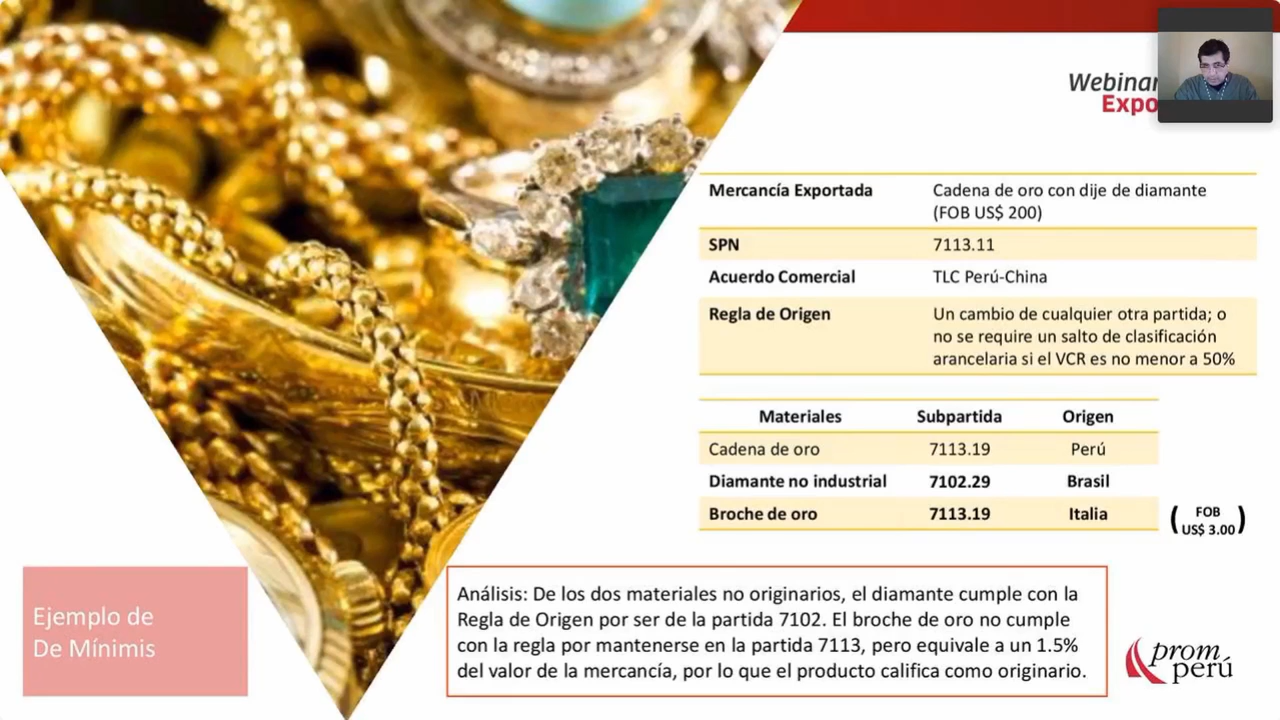 Webinar
Expo
Mercancía Exportada Cadena de oro con dije de diamante
(FOB US$ 200)
SPN 7113.11
Acuerdo Comercial TLC Perú-China
Regla de Origen Un cambio de cualquier otra partida; o
no se require un salto de clasificación
arancelaria si el VCR es no menor a 50%
Materiales Subpartida Origen
Cadena de oro 7113.19 Perú
Diamante no industrial 7102.29 Brasil
Broche de oro 7113.19 Italia
( FOB
US$ 3.00 )
Ejemplo de
De Mínimis
Análisis: De los dos materiales no originarios, el diamante cumple con la
Regla de Origen por ser de la partida 7102. El broche de oro no cumple
con la regla por mantenerse en la partida 7113, pero equivale a un 1.5%
del valor de la mercancía, por lo que el producto califica como originario.
prom
perú